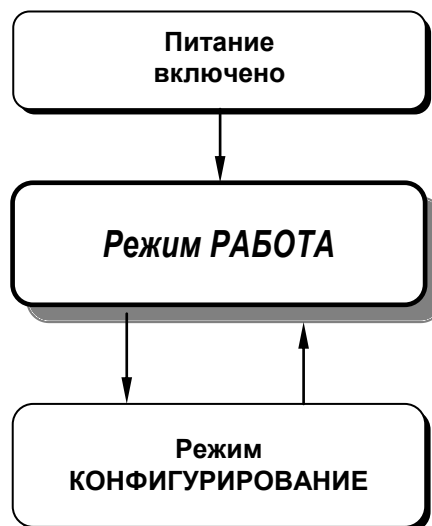 Питание
включено
Режим РАБОТА
Режим
КОНФИГУРИРОВАНИЕ